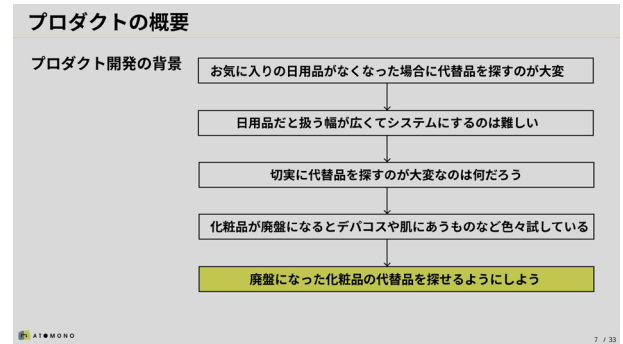 プロダクトの概要
プロダクト開発の背景
お気に入りの日用品がなくなった場合に代替品を探すのが大変
日用品だと扱う幅が広くてシステムにするのは難しい
切実に代替品を探すのが大変なのは何だろう
化粧品が廃盤になるとデパコスや肌にあうものなど色々試している
廃盤になった化粧品の代替品を探せるようにしよう
ATOMONO
7 / 33